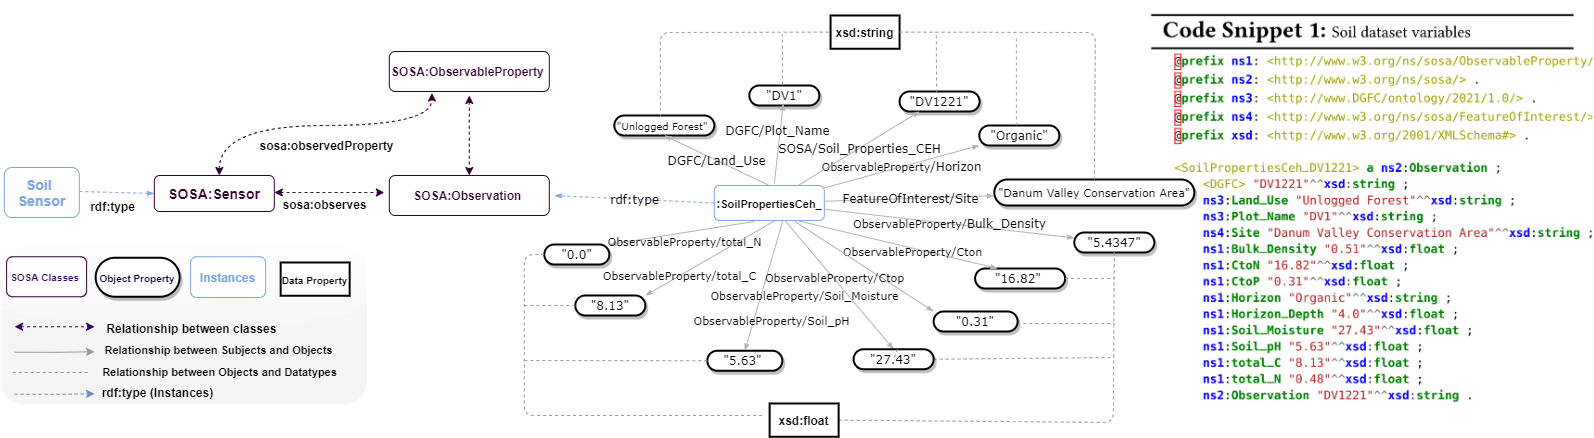 xsd:string
SOSA:ObservableProperty
"DV1"
"DV1221"
"Unlogged Forest"
"Organic"
sosa:observedProperty
DGFC/Plot_Name
SOSA/Soil_Properties_CEH
DGFC/Land_Use
ObservableProperty/Horizon
Soil
Sensor
rdf:type
SOSA:Sensor
sosa:observes
SOSA:Observation
rdf:type
:SoilPropertiesCeh_
FeatureOfInterest/Site
"Danum Valley Conservation Area"
ObservableProperty/Bulk_Density
"5.4347"
"0.0"
ObservableProperty/total_N
ObservableProperty/Cton
"16.82"
ObservableProperty/total_C
ObservableProperty/Ctop
"8.13"
ObservableProperty/Soil_Moisture
"0.31"
ObservableProperty/Soil_pH
"5.63"
"27.43"
xsd:float
SOSA Classes
Object Property
Instances
Data Property
Relationship between classes
Relationship between Subjects and Objects
Relationship between Objects and Datatypes
rdf:type (Instances)
Code Snippet 1: Soil dataset variables
@prefix ns1: <http://www.w3.org/ns/sosa/ObservableProperty/
@prefix ns2: <http://www.w3.org/ns/sosa/> .
@prefix ns3: <http://www.DGFC/ontology/2021/1.0/> .
@prefix ns4: <http://www.w3.org/ns/sosa/FeatureOfInterest/>
@prefix xsd: <http://www.w3.org/2001/XMLSchema#> .
<SoilPropertiesCeh_DV1221> a ns2:Observation ;
<DGFC> "DV1221"^^xsd:string ;
ns3:Land_Use "Unlogged Forest"^^xsd:string ;
ns3:Plot_Name "DV1"^^xsd:string ;
ns4:Site "Danum Valley Conservation Area"^^xsd:string ;
ns1:Bulk_Density "0.51"^^xsd:float ;
ns1:CtoN "16.82"^^xsd:float ;
ns1:CtoP "0.31"^^xsd:float ;
ns1:Horizon "Organic"^^xsd:string ;
ns1:Horizon_Depth "4.0"^^xsd:float ;
ns1:Soil_Moisture "27.43"^^xsd:float ;
ns1:Soil_pH "5.63"^^xsd:float ;
ns1:total_C "8.13"^^xsd:float ;
ns1:total_N "0.48"^^xsd:float ;
ns2:Observation "DV1221"^^xsd:string .